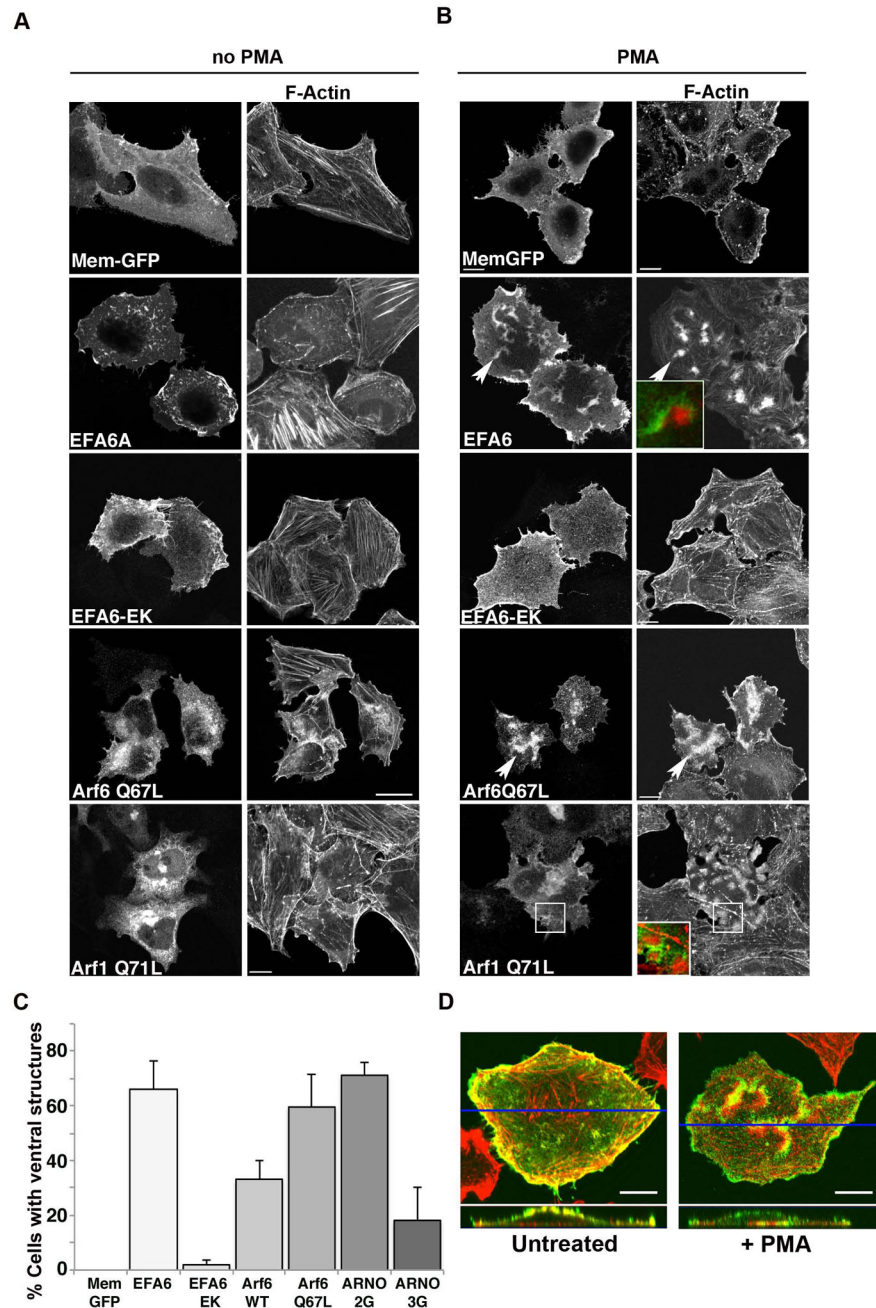 A
B
no PMA
PMA
F-Actin
F-Actin
Mem-GFP
MemGFP
EFA6A
EFA6
EFA6-EK
EFA6-EK
Arf6 Q67L
Arf6Q67L
Arf1 Q71L
Arf1 Q71L
C
D
% Cells with ventral structures
80
60
40
20
0
Mem GFP
EFA6
EFA6 EK
Arf6 WT
Arf6 Q67L
ARNO 2G
ARNO 3G
Untreated
+ PMA